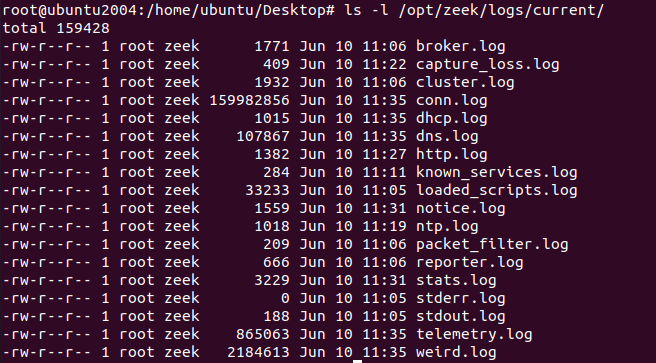 root@ubuntu2004:/home/ubuntu/Desktop# ls -l /opt/zeek/logs/current/
total 159428
-rw-r--r-- 1 root zeek      1771 Jun 10 11:06 broker.log
-rw-r--r-- 1 root zeek       409 Jun 10 11:22 capture_loss.log
-rw-r--r-- 1 root zeek      1932 Jun 10 11:06 cluster.log
-rw-r--r-- 1 root zeek 159982856 Jun 10 11:35 conn.log
-rw-r--r-- 1 root zeek      1015 Jun 10 11:35 dhcp.log
-rw-r--r-- 1 root zeek    107867 Jun 10 11:35 dns.log
-rw-r--r-- 1 root zeek      1382 Jun 10 11:27 http.log
-rw-r--r-- 1 root zeek       284 Jun 10 11:11 known_services.log
-rw-r--r-- 1 root zeek     33233 Jun 10 11:05 loaded_scripts.log
-rw-r--r-- 1 root zeek      1559 Jun 10 11:31 notice.log
-rw-r--r-- 1 root zeek      1018 Jun 10 11:19 ntp.log
-rw-r--r-- 1 root zeek       209 Jun 10 11:06 packet_filter.log
-rw-r--r-- 1 root zeek       666 Jun 10 11:06 reporter.log
-rw-r--r-- 1 root zeek      3229 Jun 10 11:31 stats.log
-rw-r--r-- 1 root zeek         0 Jun 10 11:05 stderr.log
-rw-r--r-- 1 root zeek       188 Jun 10 11:05 stdout.log
-rw-r--r-- 1 root zeek    865063 Jun 10 11:35 telemetry.log
-rw-r--r-- 1 root zeek   2184613 Jun 10 11:35 weird.log